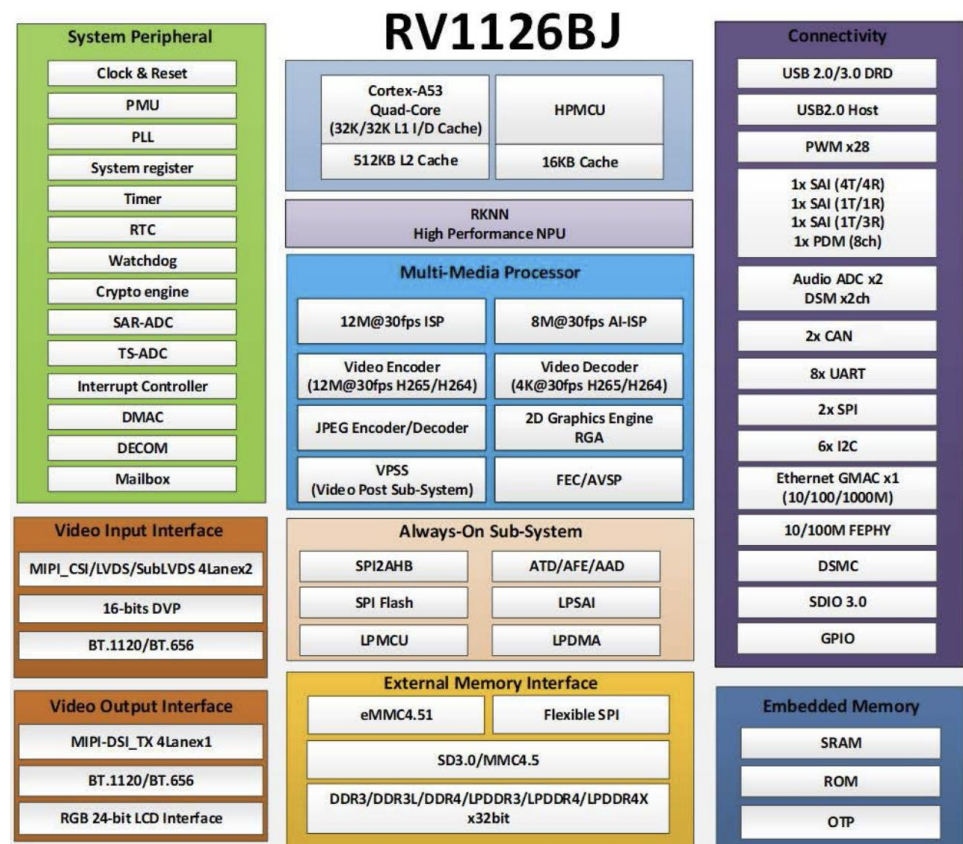 RV1126BJ
System Peripheral
Clock & Reset
PMU
PLL
System register
Timer
RTC
Watchdog
Crypto engine
SAR-ADC
TS-ADC
Interrupt Controller
DMAC
DECOM
Mailbox
Video Input Interface
MIPI_CSI/LVDS/SubLVDS 4Lanex2
16-bits DVP
BT.1120/BT.656
Video Output Interface
MIPI-DSI_TX 4Lanex1
BT.1120/BT.656
RGB 24-bit LCD Interface
Cortex-A53
Quad-Core
(32K/32K L1 I/D Cache)
512KB L2 Cache
HPMCU
16KB Cache
RKNN
High Performance NPU
Multi-Media Processor
12M@30fps ISP
8M@30fps AI-ISP
Video Encoder
(12M@30fps H265/H264)
Video Decoder
(4K@30fps H265/H264)
JPEG Encoder/Decoder
2D Graphics Engine
RGA
VPSS
(Video Post Sub-System)
FEC/AVSP
Always-On Sub-System
SPI2AHB
ATD/AFE/AAD
SPI Flash
LPSAI
LPMCU
LPDMA
External Memory Interface
eMMC4.51
Flexible SPI
SD3.0/MMC4.5
DDR3/DDR3L/DDR4/LPDDR3/LPDDR4/LPDDR4X
x32bit
Connectivity
USB 2.0/3.0 DRD
USB2.0 Host
PWM x28
1x SAI (4T/4R)
1x SAI (1T/1R)
1x SAI (1T/3R)
1x PDM (8ch)
Audio ADC x2
DSM x2ch
2x CAN
8x UART
2x SPI
6x I2C
Ethernet GMAC x1
(10/100/1000M)
10/100M FEPHY
DSMC
SDIO 3.0
GPIO
Embedded Memory
SRAM
ROM
OTP